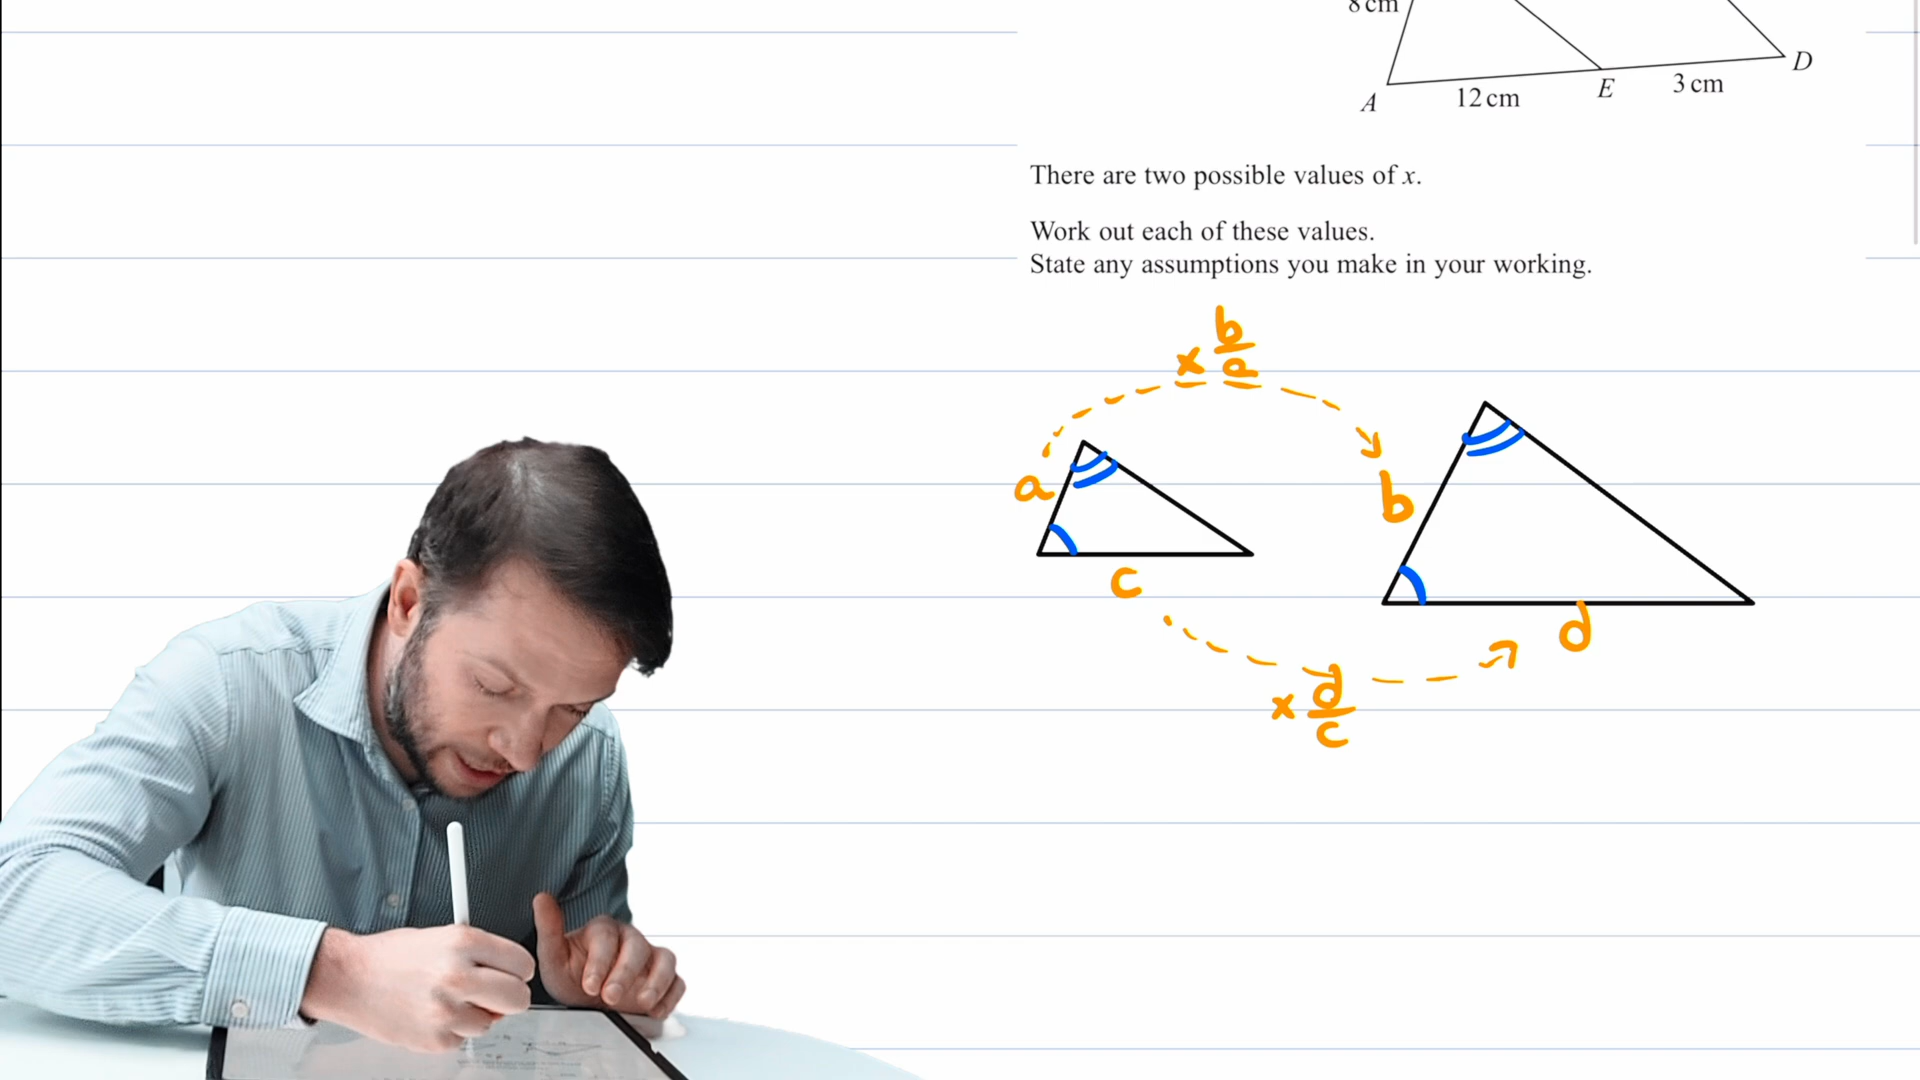 8 cm
D
A
12 cm
E
3 cm
There are two possible values of x.
Work out each of these values.
State any assumptions you make in your working.
× b/a
a
b
c
d
× d/c